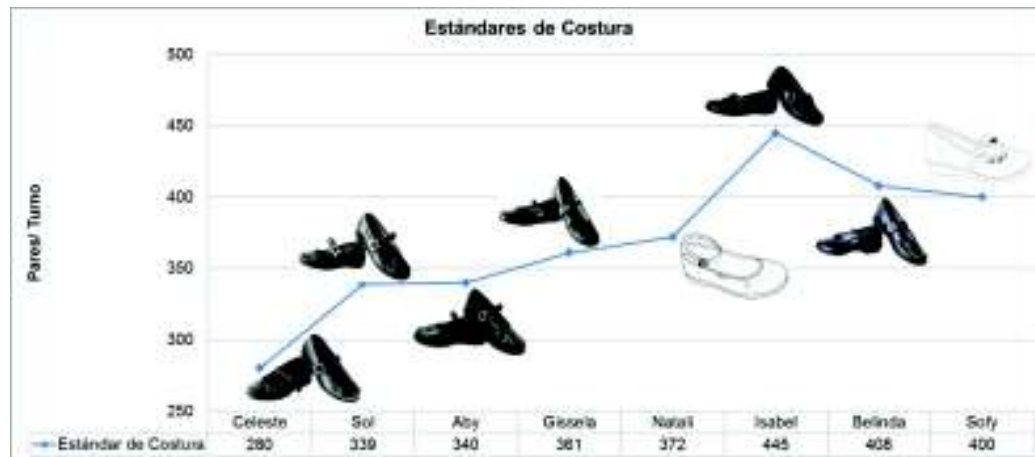 Estándares de Costura
500
450
400
350
300
250
Pares/ Turno
Celeste Sol Aby Gissela Natali Isabel Belinda Sofy
Estándar de Costura 280 339 340 361 372 445 408 400